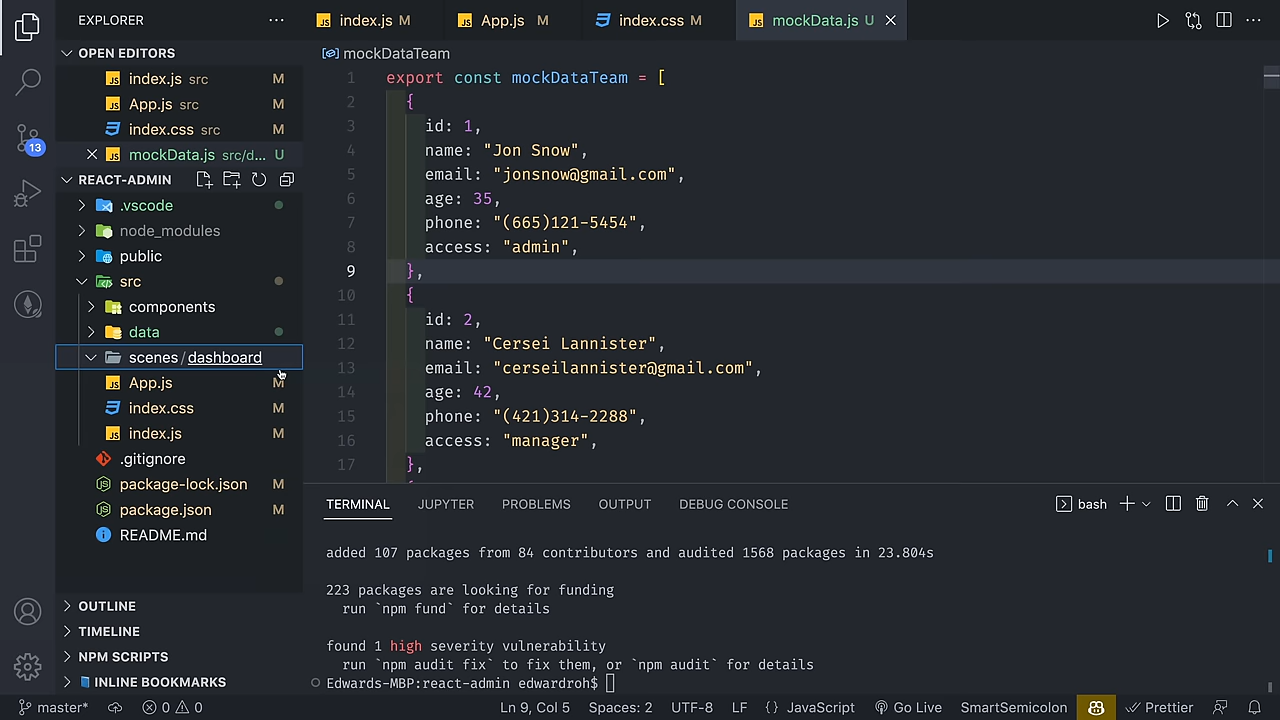 EXPLORER
index.js M
App.js M
index.css M
mockData.js U
OPEN EDITORS
index.js src M
App.js src M
index.css src M
mockData.js src/d... U
REACT-ADMIN
.vscode
node_modules
public
src
components
data
scenes/dashboard
App.js M
index.css M
index.js M
.gitignore
package-lock.json M
package.json M
README.md
OUTLINE
TIMELINE
NPM SCRIPTS
INLINE BOOKMARKS
13
mockDataTeam
1 export const mockDataTeam = [
2 {
3 id: 1,
4 name: "Jon Snow",
5 email: "jonsnow@gmail.com",
6 age: 35,
7 phone: "(665)121-5454",
8 access: "admin",
9 },
10 {
11 id: 2,
12 name: "Cersei Lannister",
13 email: "cerseilannister@gmail.com",
14 age: 42,
15 phone: "(421)314-2288",
16 access: "manager",
17 },
TERMINAL JUPYTER PROBLEMS OUTPUT DEBUG CONSOLE bash
added 107 packages from 84 contributors and audited 1568 packages in 23.804s
223 packages are looking for funding
run `npm fund` for details
found 1 high severity vulnerability
run `npm audit fix` to fix them, or `npm audit` for details
Edwards-MBP:react-admin edwardroh$
master* 0 0 Ln 9, Col 5 Spaces: 2 UTF-8 LF {} JavaScript Go Live SmartSemicolon Prettier